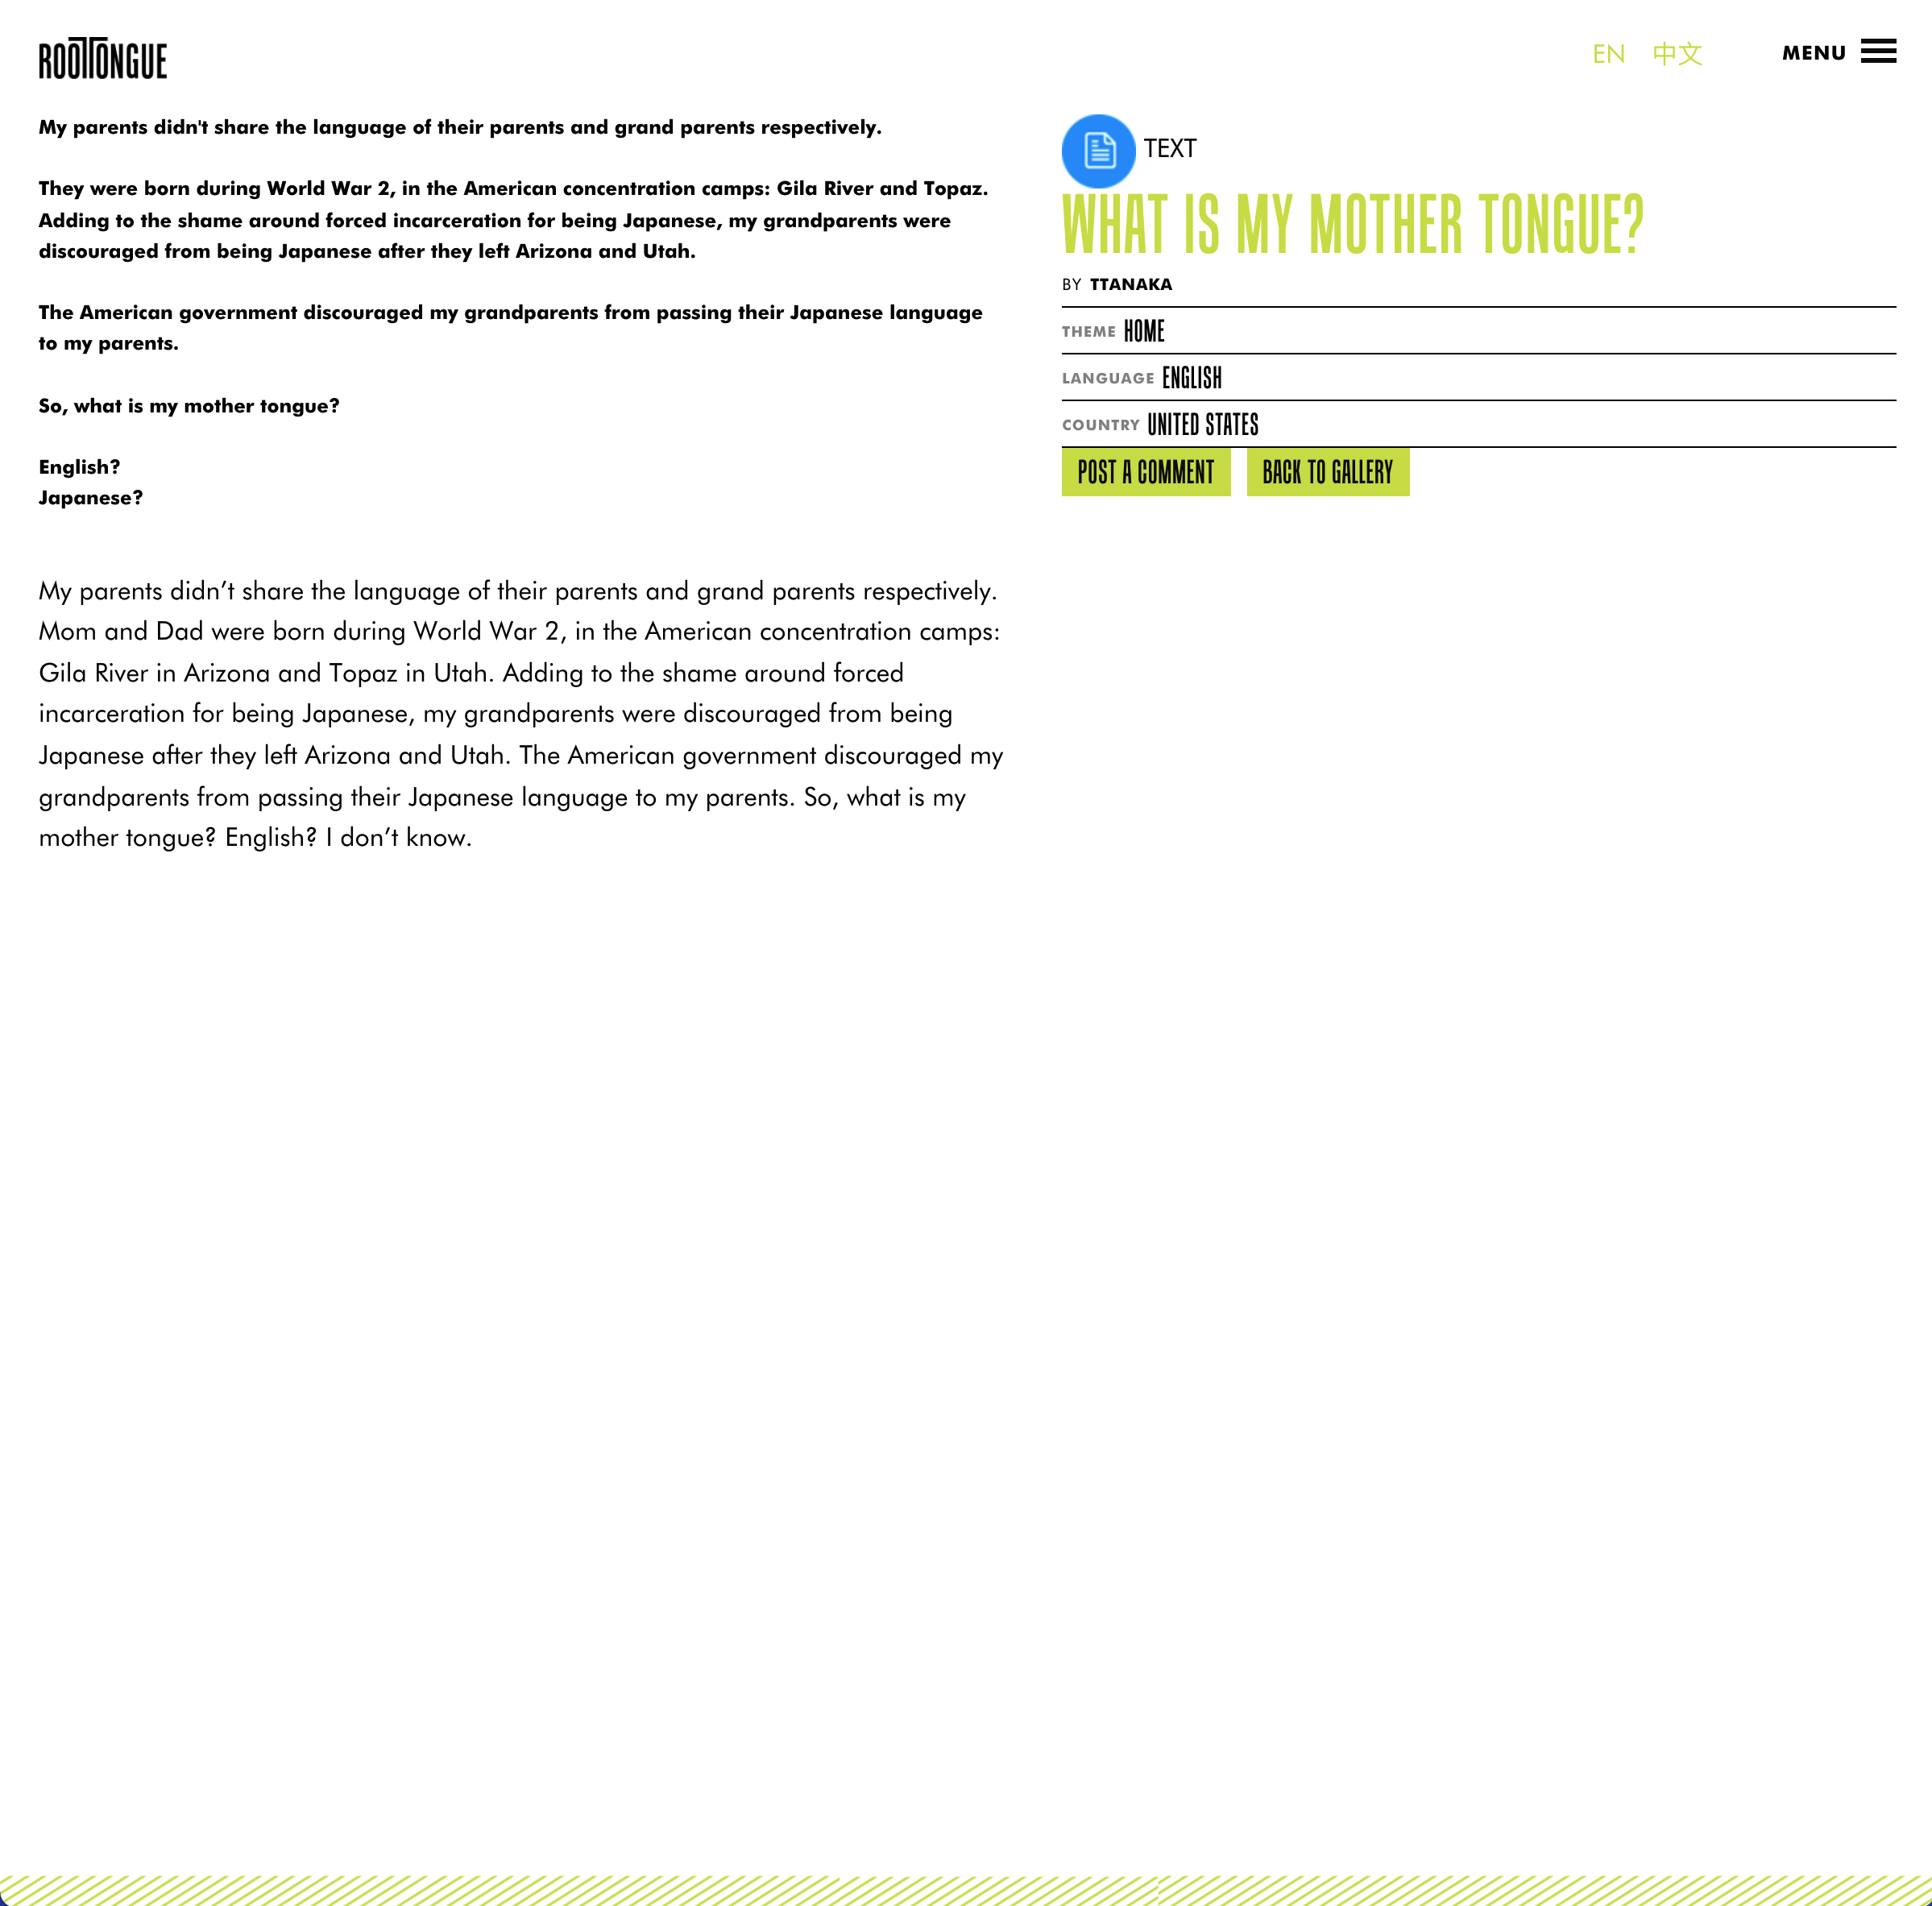 ROOTTONGUE
EN 中文 MENU
My parents didn't share the language of their parents and grand parents respectively.
They were born during World War 2, in the American concentration camps: Gila River and Topaz.
Adding to the shame around forced incarceration for being Japanese, my grandparents were
discouraged from being Japanese after they left Arizona and Utah.
The American government discouraged my grandparents from passing their Japanese language
to my parents.
So, what is my mother tongue?
English?
Japanese?
My parents didn’t share the language of their parents and grand parents respectively.
Mom and Dad were born during World War 2, in the American concentration camps:
Gila River in Arizona and Topaz in Utah. Adding to the shame around forced
incarceration for being Japanese, my grandparents were discouraged from being
Japanese after they left Arizona and Utah. The American government discouraged my
grandparents from passing their Japanese language to my parents. So, what is my
mother tongue? English? I don’t know.
TEXT
WHAT IS MY MOTHER TONGUE?
BY TTANAKA
THEME HOME
LANGUAGE ENGLISH
COUNTRY UNITED STATES
POST A COMMENT BACK TO GALLERY